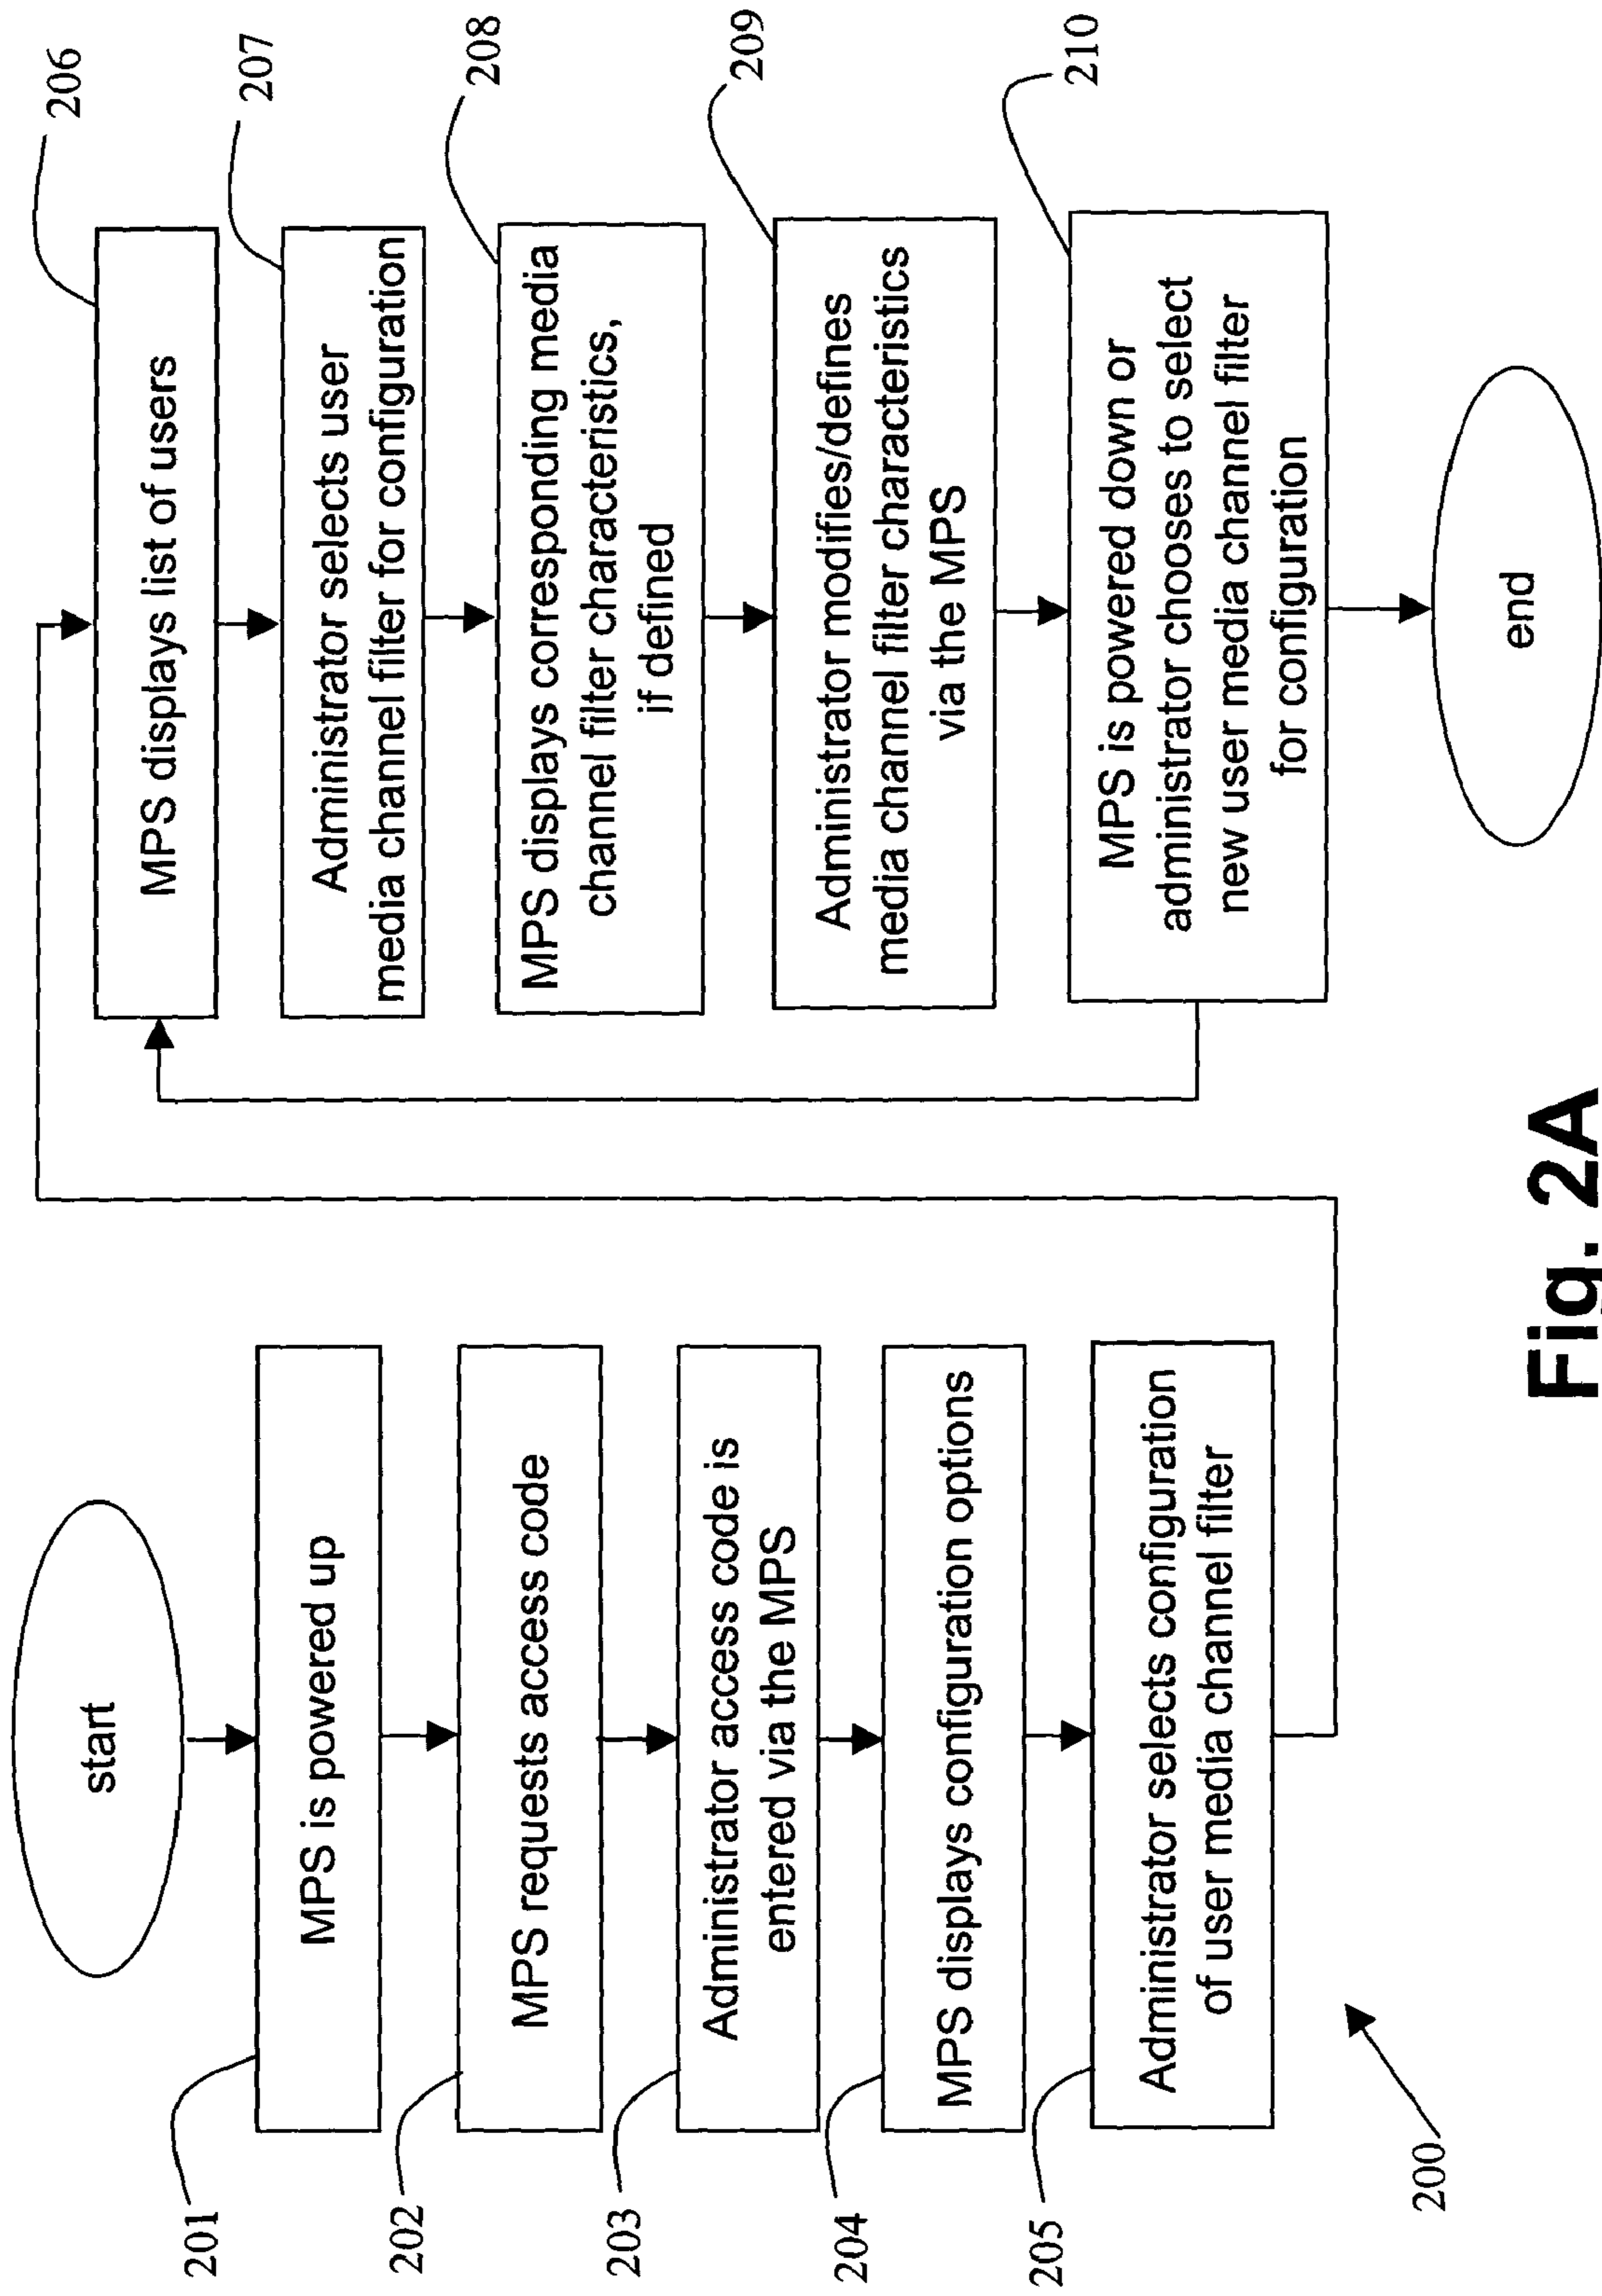 start
201
MPS is powered up
202
MPS requests access code
203
Administrator access code is
entered via the MPS
204
MPS displays configuration options
205
Administrator selects configuration
of user media channel filter
200
206
MPS displays list of users
207
Administrator selects user
media channel filter for configuration
208
MPS displays corresponding media
channel filter characteristics,
if defined
209
Administrator modifies/defines
media channel filter characteristics
via the MPS
210
MPS is powered down or
administrator chooses to select
new user media channel filter
for configuration
end
Fig. 2A